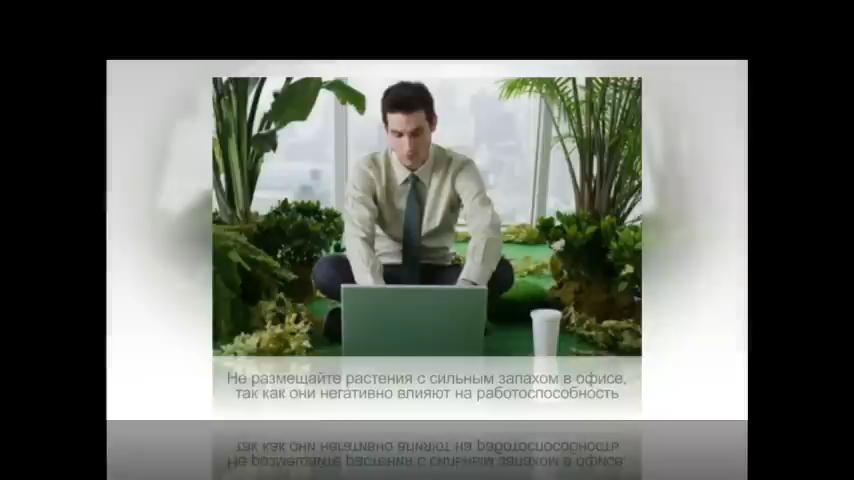 Не размещайте растения с сильным запахом в офисе,
так как они негативно влияют на работоспособность